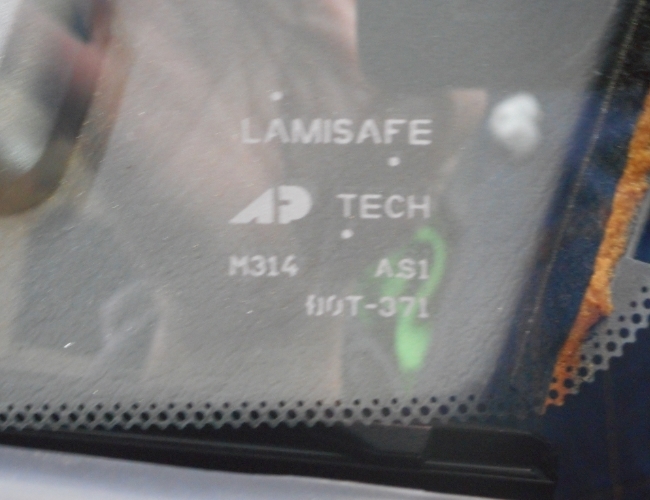 LAMISAFE
AP TECH
M314 AS1
DOT-371